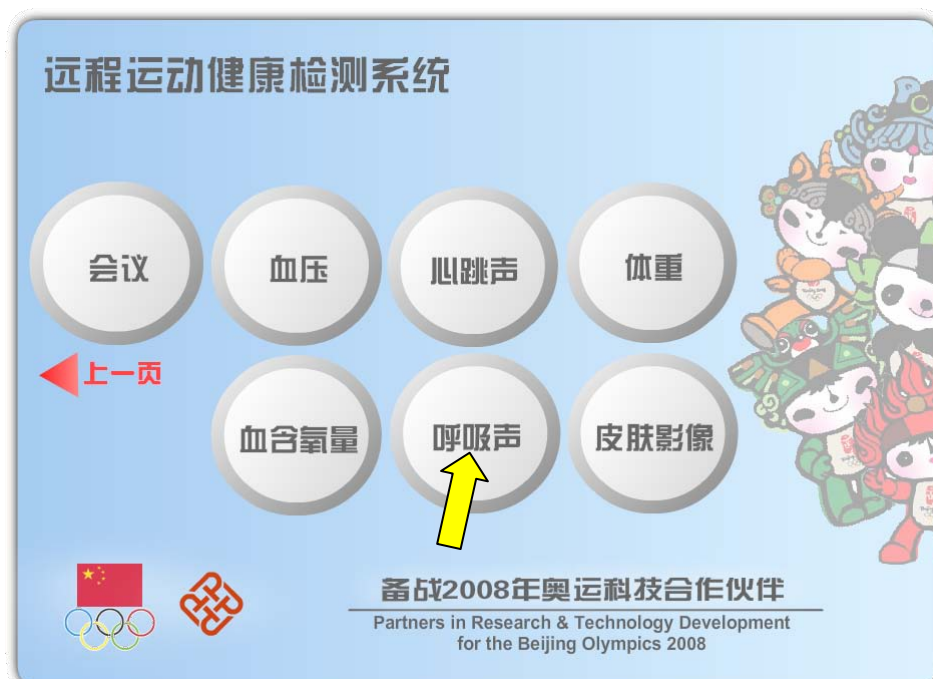 远程运动健康检测系统
会议
血压
心跳声
体重
上一页
血含氧量
呼吸声
皮肤影像
备战2008年奥运科技合作伙伴
Partners in Research & Technology Development
for the Beijing Olympics 2008